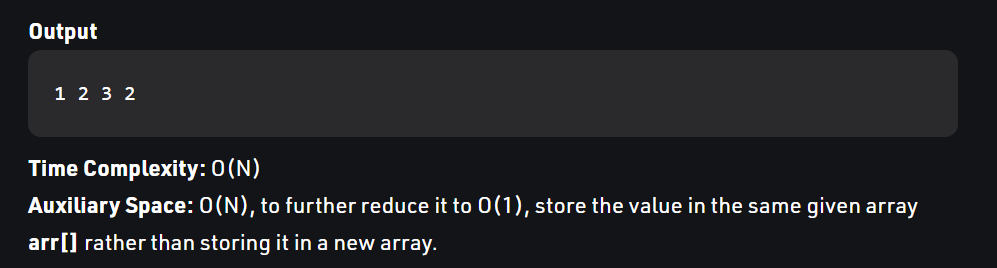 Output
1 2 3 2
Time Complexity: O(N)
Auxiliary Space: O(N), to further reduce it to O(1), store the value in the same given array
arr[] rather than storing it in a new array.